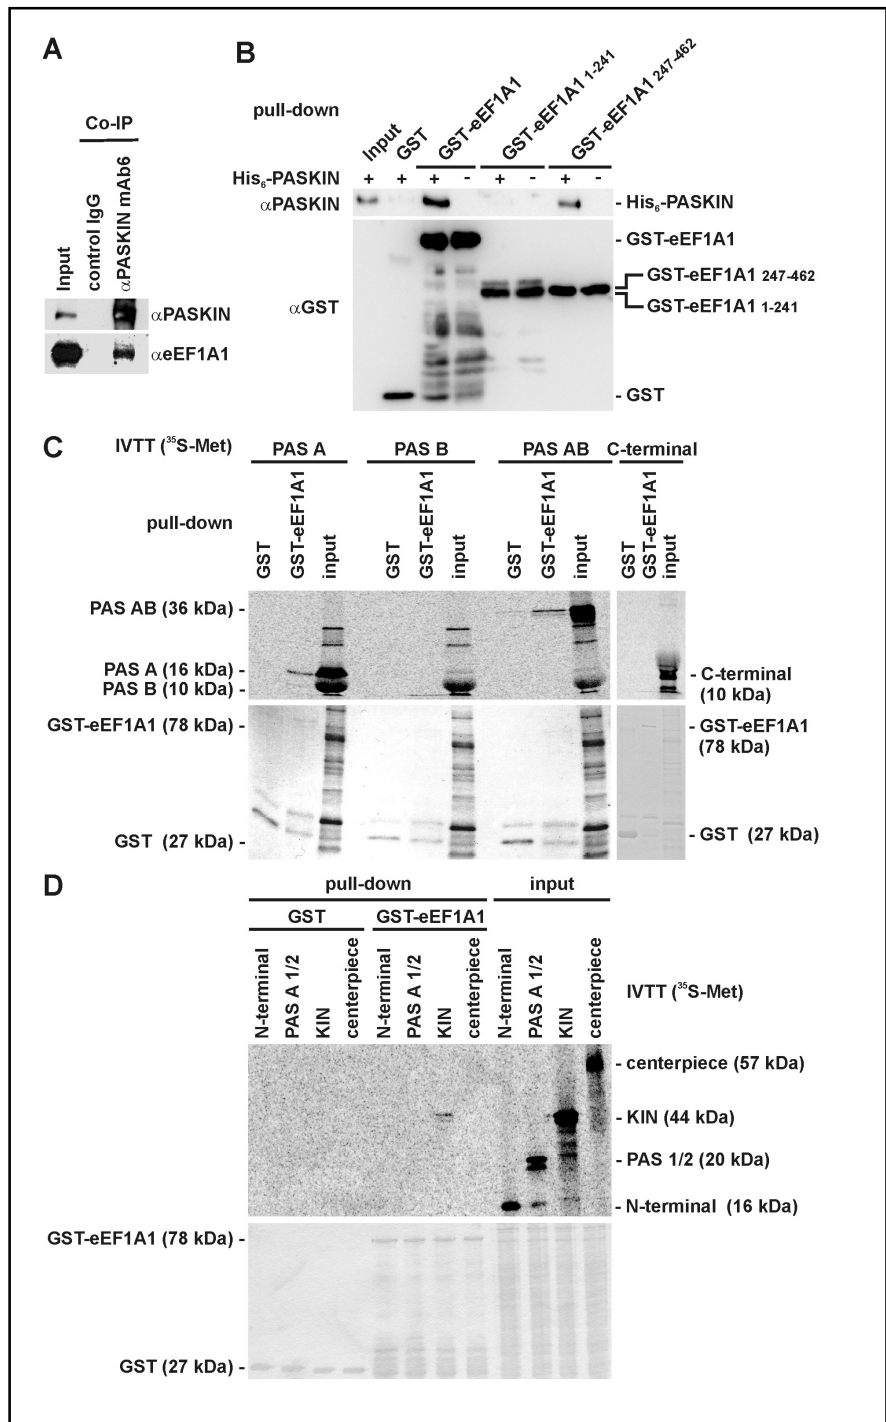 A
Co-IP
Input
control IgG
αPASKIN mAb6
αPASKIN
αeEF1A1
B
pull-down
Input
GST
GST-eEF1A1
GST-eEF1A1 1-241
GST-eEF1A1 247-462
His6-PASKIN + + + - + - + -
αPASKIN
- His6-PASKIN
αGST
- GST-eEF1A1
GST-eEF1A1 247-462
GST-eEF1A1 1-241
- GST
C
IVTT (35S-Met)
PAS A PAS B PAS AB C-terminal
pull-down
GST GST-eEF1A1 input GST GST-eEF1A1 input GST GST-eEF1A1 input GST GST-eEF1A1 input
PAS AB (36 kDa) -
PAS A (16 kDa) -
PAS B (10 kDa) -
- C-terminal
(10 kDa)
GST-eEF1A1 (78 kDa) -
- GST-eEF1A1
(78 kDa)
GST (27 kDa) -
- GST (27 kDa)
D
pull-down input
GST GST-eEF1A1
N-terminal PAS A 1/2 KIN centerpiece N-terminal PAS A 1/2 KIN centerpiece N-terminal PAS A 1/2 KIN centerpiece
IVTT (35S-Met)
- centerpiece (57 kDa)
- KIN (44 kDa)
- PAS 1/2 (20 kDa)
- N-terminal (16 kDa)
GST-eEF1A1 (78 kDa) -
GST (27 kDa) -